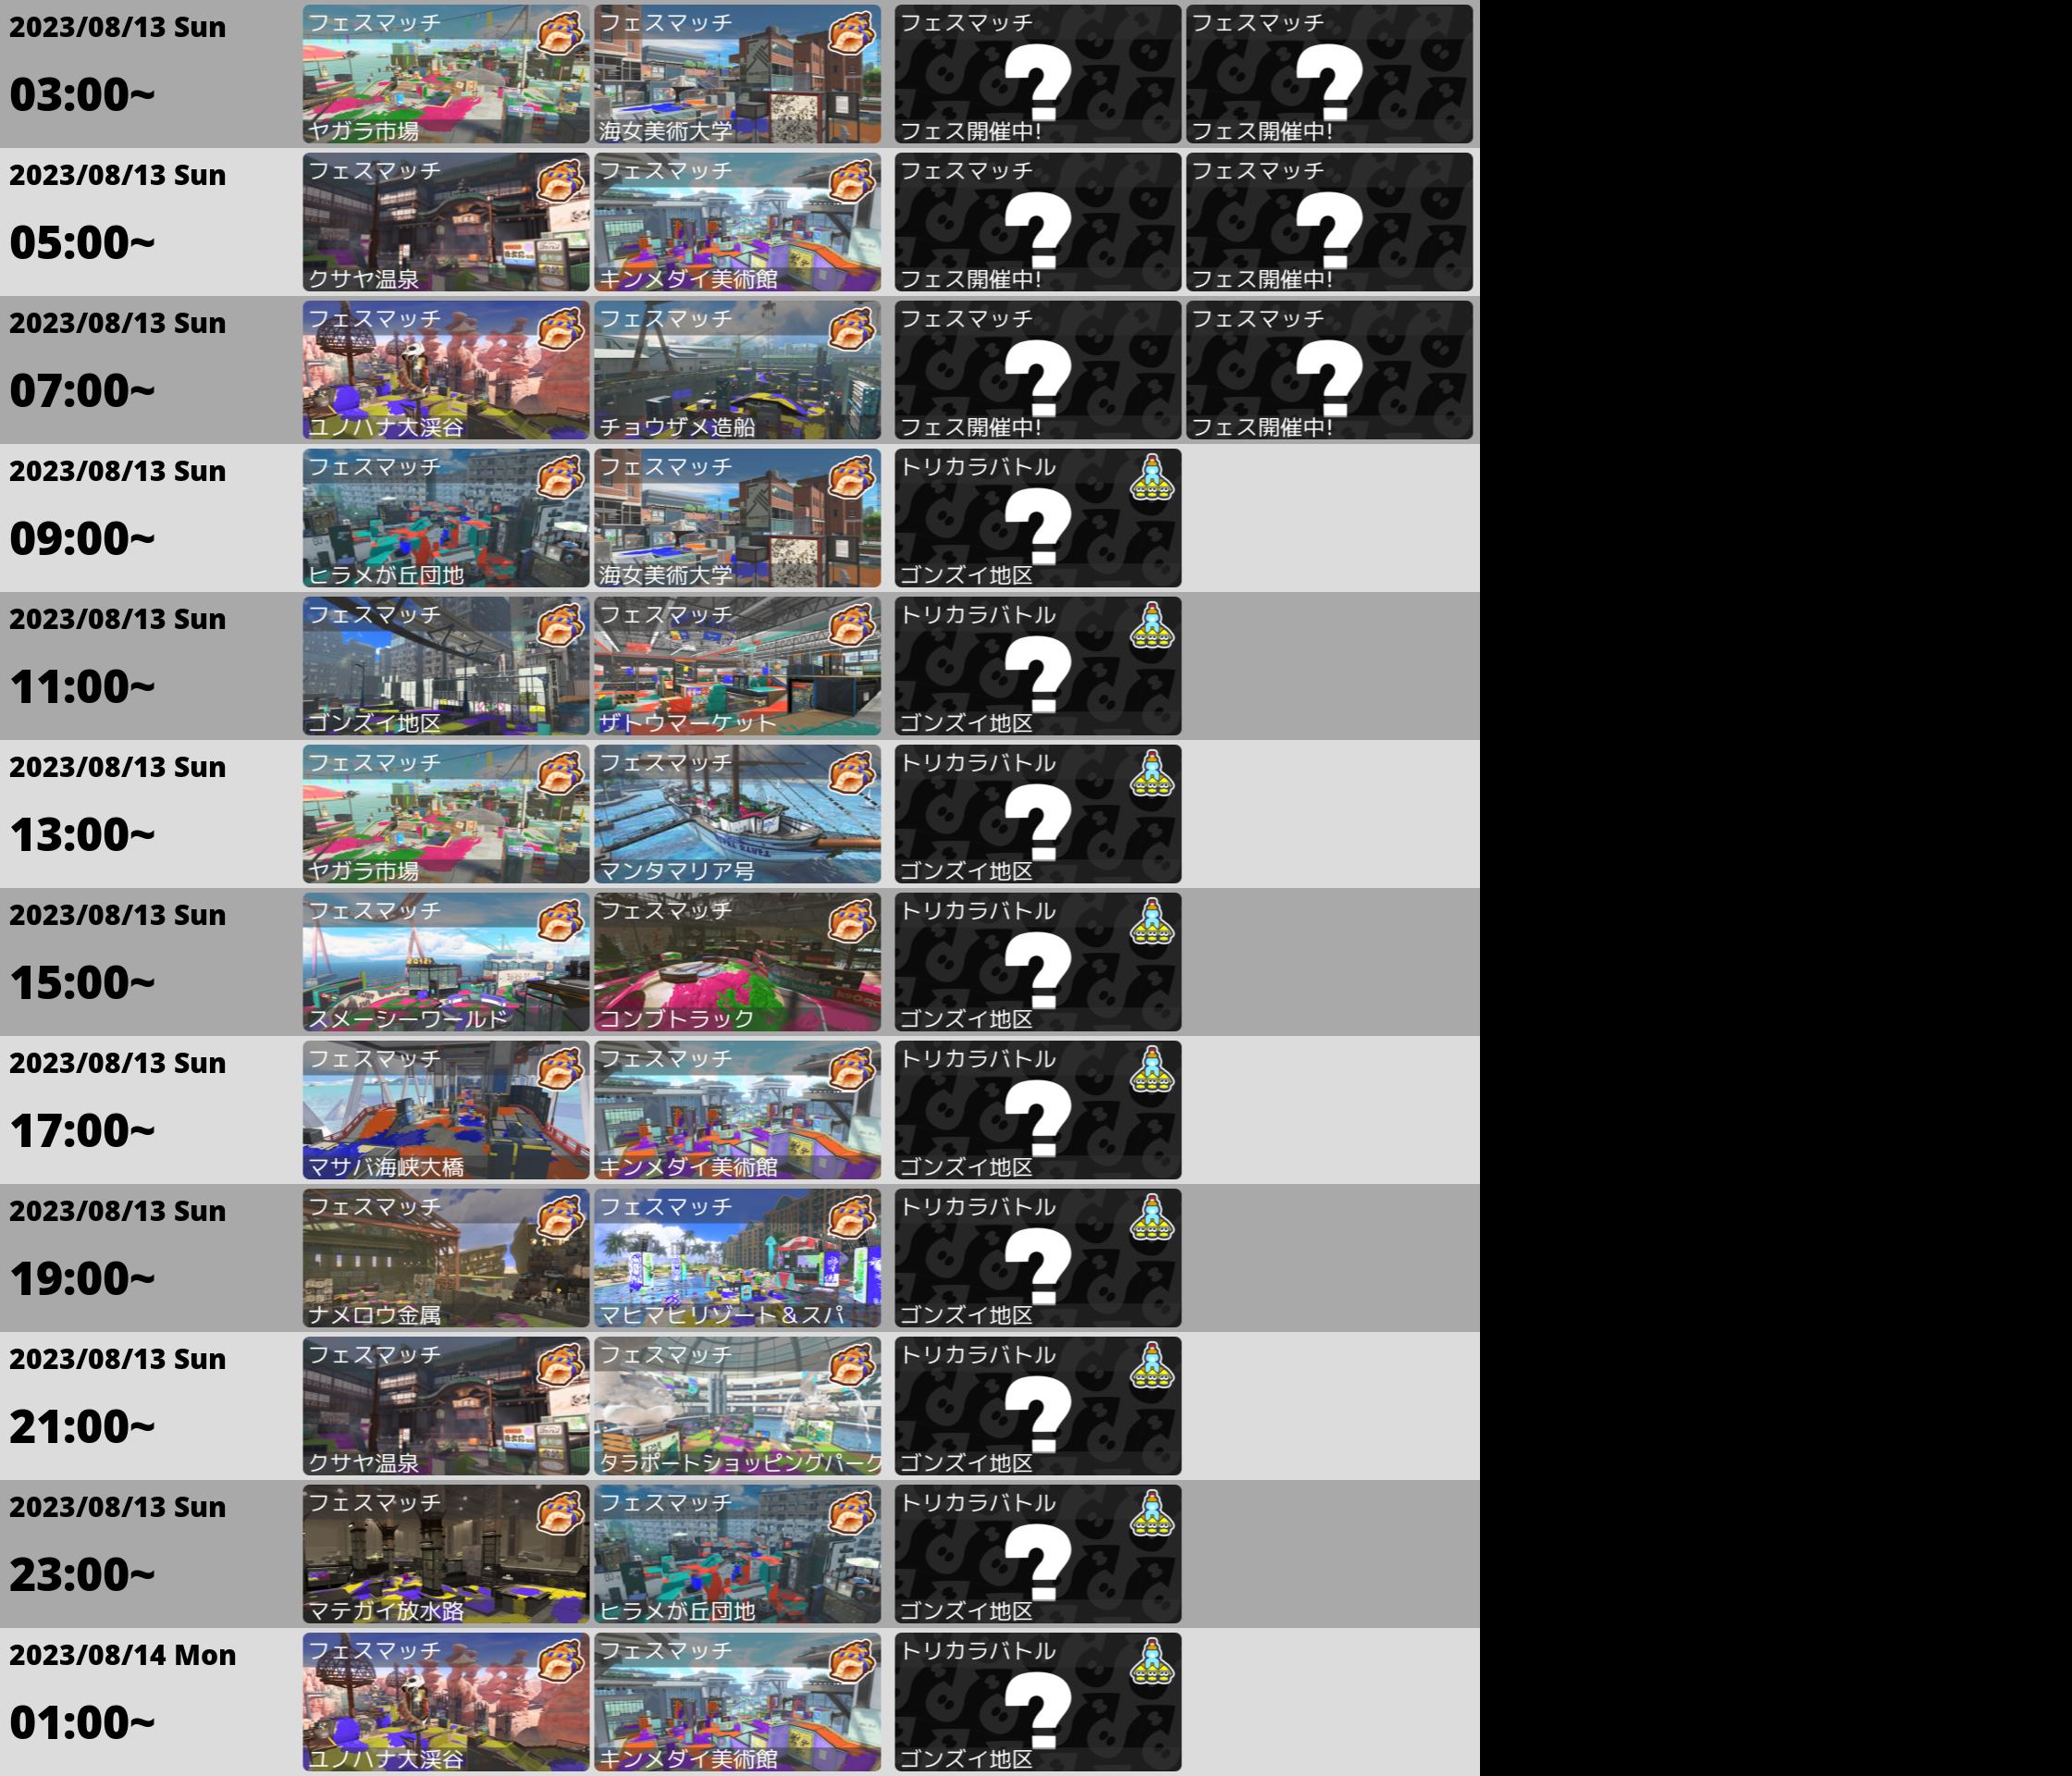 2023/08/13 Sun
03:00~
フェスマッチ
ヤガラ市場
フェスマッチ
海女美術大学
フェスマッチ
フェス開催中!
フェスマッチ
フェス開催中!
2023/08/13 Sun
05:00~
フェスマッチ
クサヤ温泉
フェスマッチ
キンメダイ美術館
フェスマッチ
フェス開催中!
フェスマッチ
フェス開催中!
2023/08/13 Sun
07:00~
フェスマッチ
ユノハナ大渓谷
フェスマッチ
チョウザメ造船
フェスマッチ
フェス開催中!
フェスマッチ
フェス開催中!
2023/08/13 Sun
09:00~
フェスマッチ
ヒラメが丘団地
フェスマッチ
海女美術大学
トリカラバトル
ゴンズイ地区
2023/08/13 Sun
11:00~
フェスマッチ
ゴンズイ地区
フェスマッチ
ザトウマーケット
トリカラバトル
ゴンズイ地区
2023/08/13 Sun
13:00~
フェスマッチ
ヤガラ市場
フェスマッチ
マンタマリア号
トリカラバトル
ゴンズイ地区
2023/08/13 Sun
15:00~
フェスマッチ
スメーシーワールド
フェスマッチ
コンブトラック
トリカラバトル
ゴンズイ地区
2023/08/13 Sun
17:00~
フェスマッチ
マサバ海峡大橋
フェスマッチ
キンメダイ美術館
トリカラバトル
ゴンズイ地区
2023/08/13 Sun
19:00~
フェスマッチ
ナメロウ金属
フェスマッチ
マヒマヒリゾート＆スパ
トリカラバトル
ゴンズイ地区
2023/08/13 Sun
21:00~
フェスマッチ
クサヤ温泉
フェスマッチ
タラポートショッピングパーク
トリカラバトル
ゴンズイ地区
2023/08/13 Sun
23:00~
フェスマッチ
マテガイ放水路
フェスマッチ
ヒラメが丘団地
トリカラバトル
ゴンズイ地区
2023/08/14 Mon
01:00~
フェスマッチ
ユノハナ大渓谷
フェスマッチ
キンメダイ美術館
トリカラバトル
ゴンズイ地区